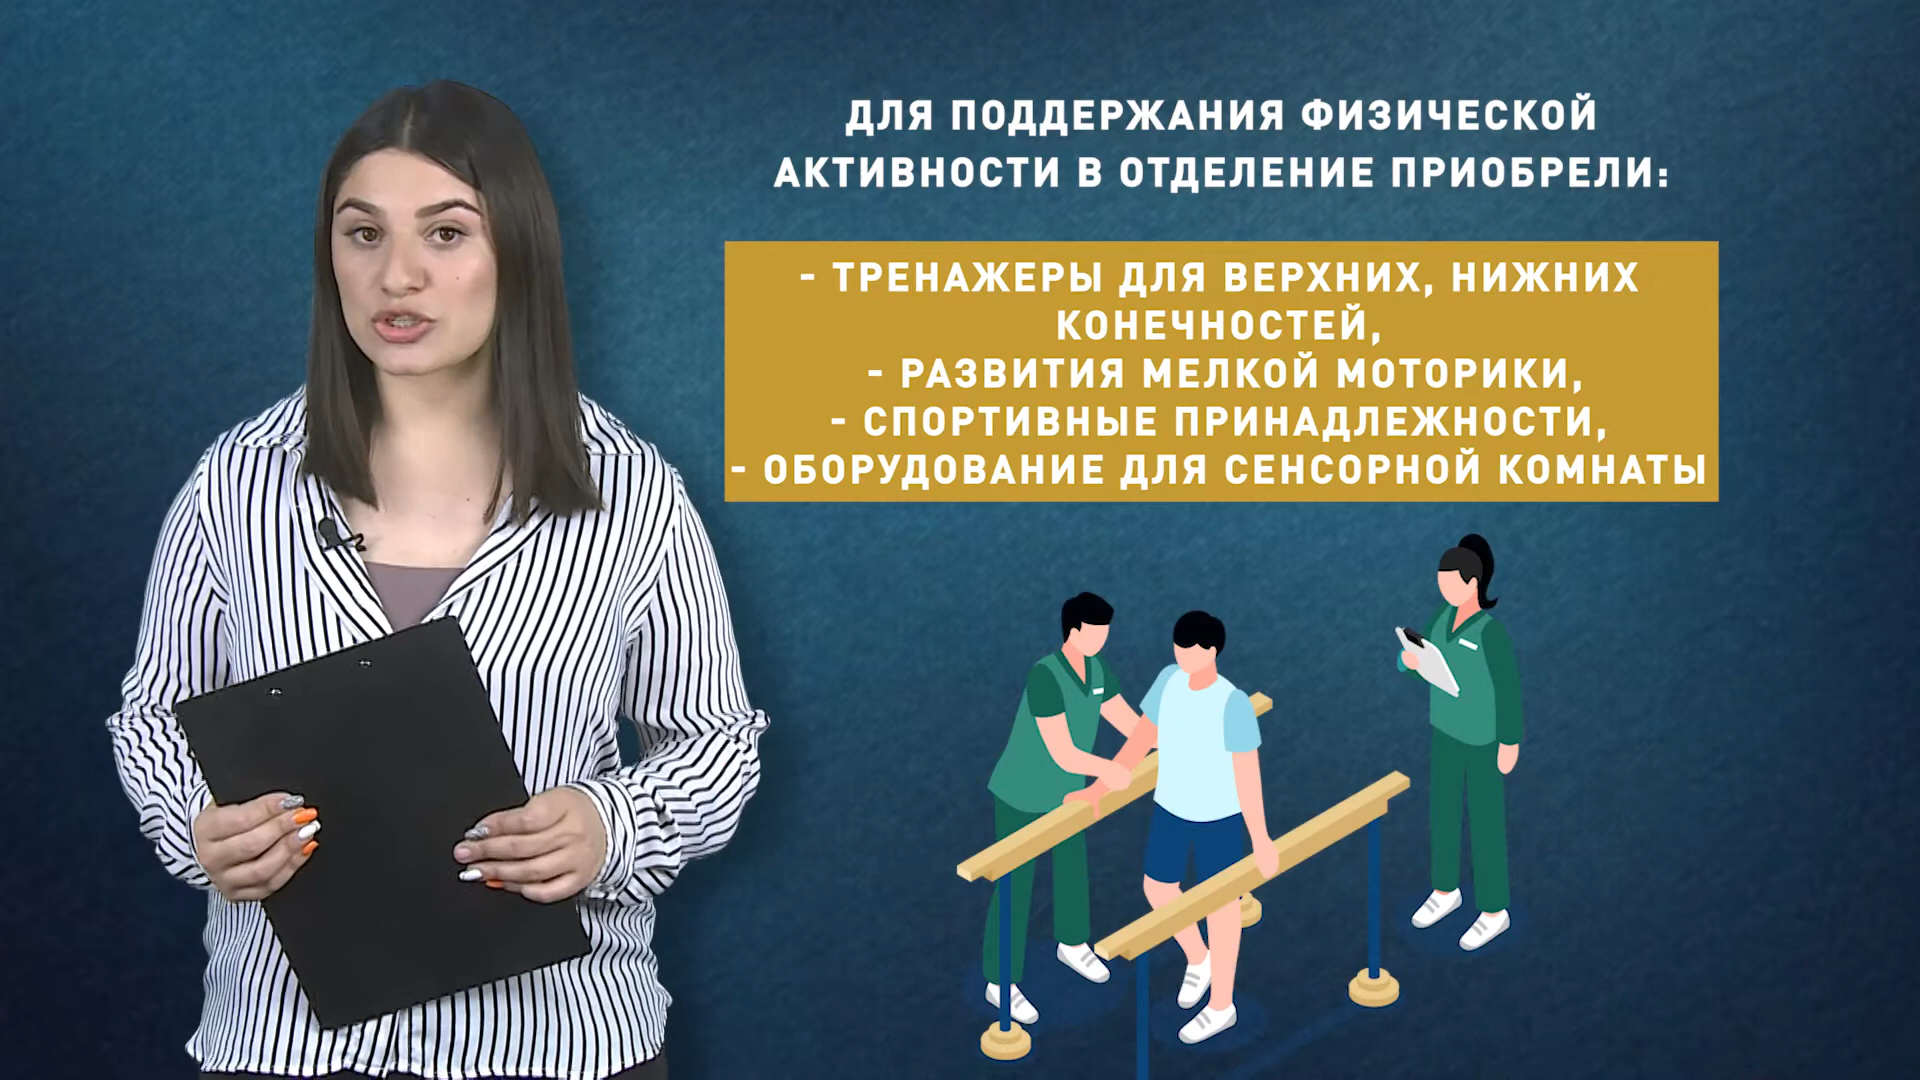 ДЛЯ ПОДДЕРЖАНИЯ ФИЗИЧЕСКОЙ
АКТИВНОСТИ В ОТДЕЛЕНИЕ ПРИОБРЕЛИ:
- ТРЕНАЖЕРЫ ДЛЯ ВЕРХНИХ, НИЖНИХ
КОНЕЧНОСТЕЙ,
- РАЗВИТИЯ МЕЛКОЙ МОТОРИКИ,
- СПОРТИВНЫЕ ПРИНАДЛЕЖНОСТИ,
- ОБОРУДОВАНИЕ ДЛЯ СЕНСОРНОЙ КОМНАТЫ